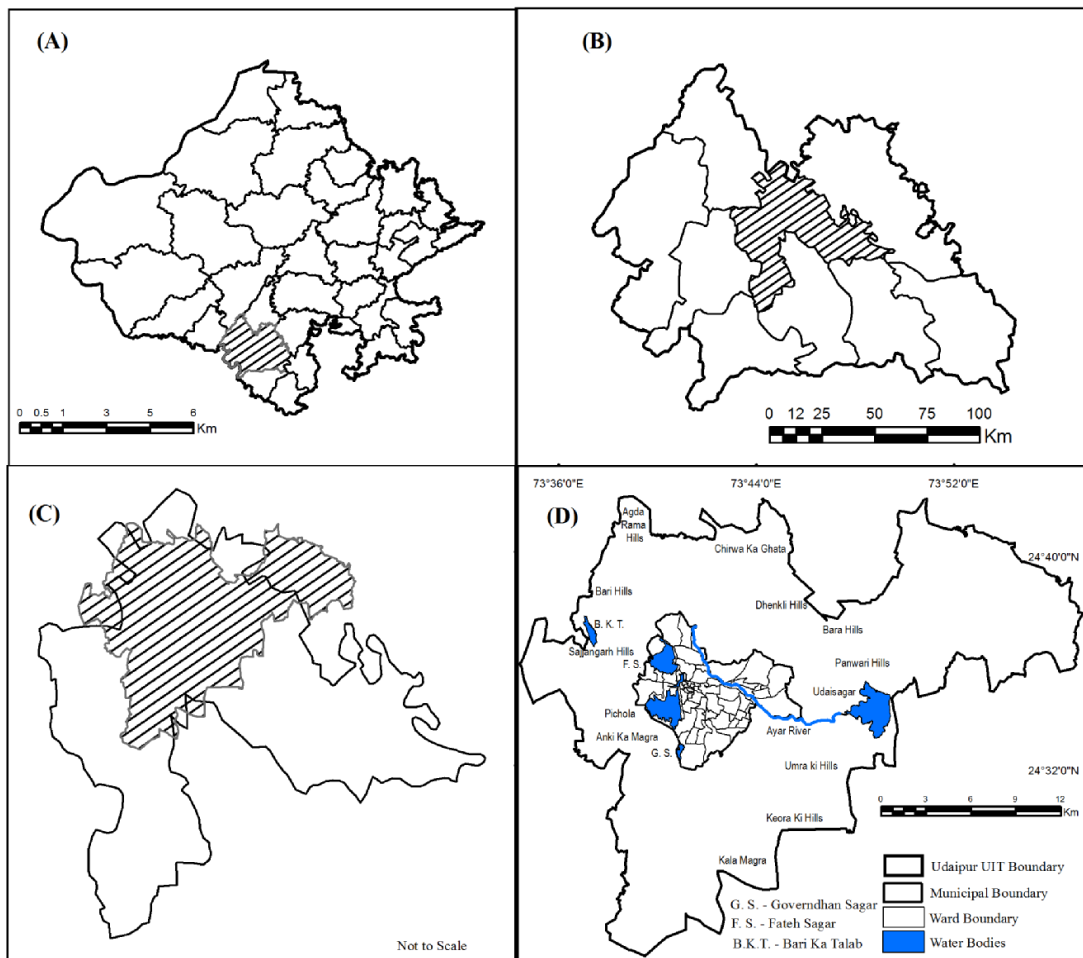 (A)
0 0.5 1 3 5 6
Km
(B)
0 12 25 50 75 100
Km
(C)
Not to Scale
73°36'0"E 73°44'0"E 73°52'0"E
(D)
Agda
Rama
Hills
Chirwa Ka Ghata
24°40'0"N
Bari Hills
Dhenkli Hills
B. K. T.
Bara Hills
Sajjangarh Hills
F. S.
Panwari Hills
Udaisagar
Pichola
Ayar River
Anki Ka Magra
G. S.
Umra ki Hills
24°32'0"N
0 3 6 9 12
Km
Keora Ki Hills
Kala Magra
Udaipur UIT Boundary
Municipal Boundary
Ward Boundary
Water Bodies
G. S. - Governdhan Sagar
F. S. - Fateh Sagar
B.K.T. - Bari Ka Talab